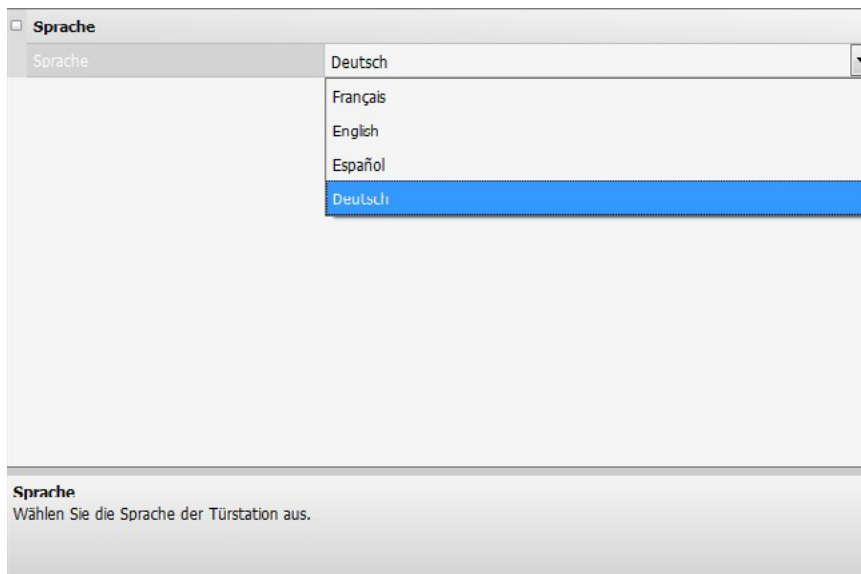 Sprache
Sprache Deutsch
Français
English
Español
Deutsch
Sprache
Wählen Sie die Sprache der Türstation aus.